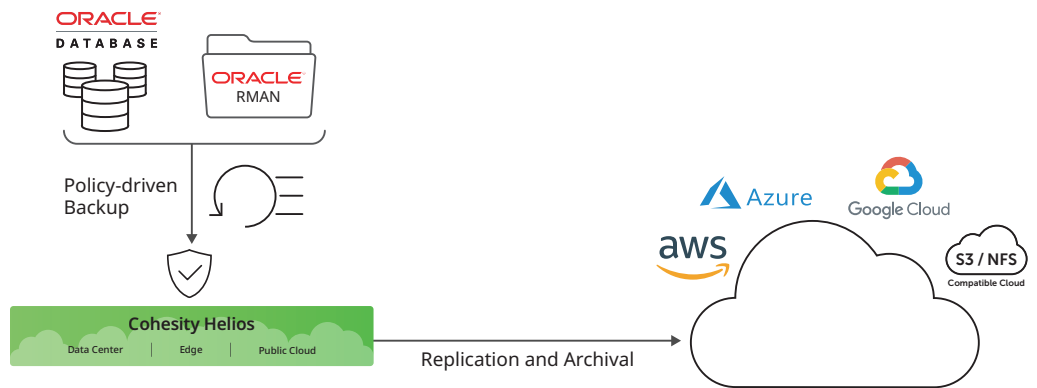 ORACLE
DATABASE
ORACLE
RMAN
Policy-driven
Backup
Cohesity Helios
Data Center
Edge
Public Cloud
Replication and Archival
Azure
Google Cloud
aws
S3 / NFS
Compatible Cloud